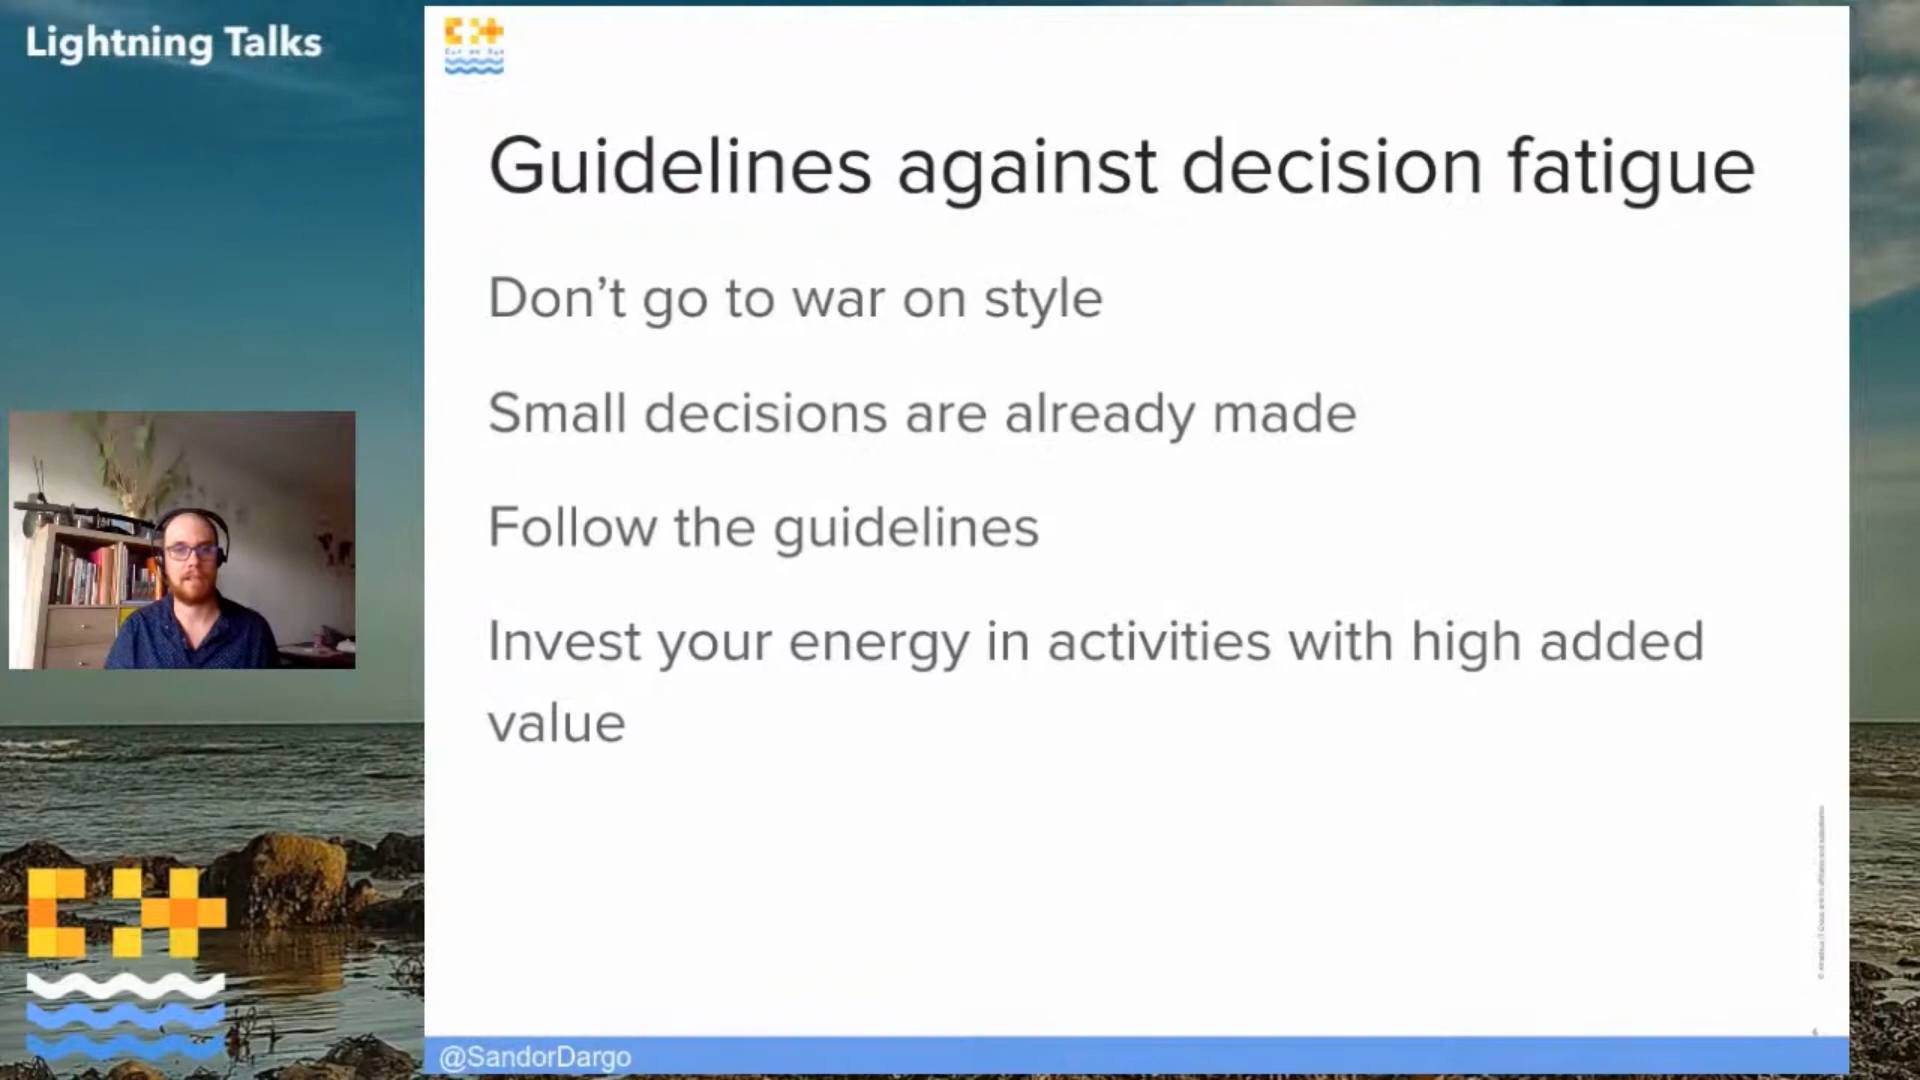 Lightning Talks
Guidelines against decision fatigue
Don't go to war on style
Small decisions are already made
Follow the guidelines
Invest your energy in activities with high added
value
@SandorDargo